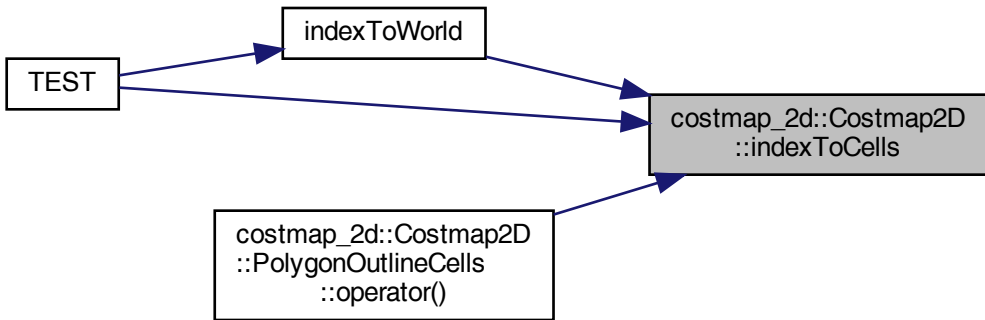 indexToWorld
TEST
costmap_2d::Costmap2D
::indexToCells
costmap_2d::Costmap2D
::PolygonOutlineCells
::operator()